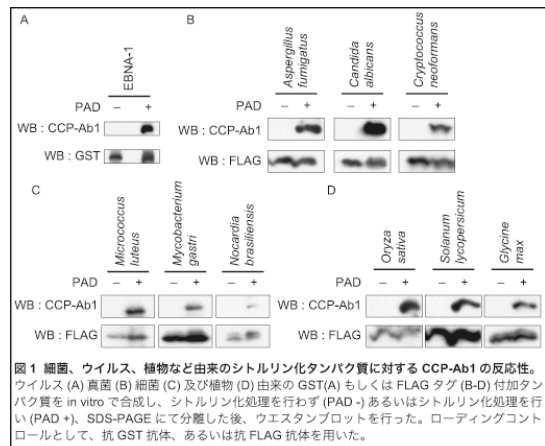 A
EBNA-1
PAD
− +
WB : CCP-Ab1
WB : GST
B
Aspergillus fumigatus
Candida albicans
Cryptococcus neoformans
PAD
− + − + − +
WB : CCP-Ab1
WB : FLAG
C
Micrococcus luteus
Mycobacterium gastri
Nocardia brasiliensis
PAD
− + − + − +
WB : CCP-Ab1
WB : FLAG
D
Oryza sativa
Solanum lycopersicum
Glycine max
PAD
− + − + − +
WB : CCP-Ab1
WB : FLAG
図 1 細菌、ウイルス、植物など由来のシトルリン化タンパク質に対する CCP-Ab1 の反応性。
ウイルス (A) 真菌 (B) 細菌 (C) 及び植物 (D) 由来の GST(A) もしくは FLAG タグ (B-D) 付加タン
パク質を in vitro で合成し、シトルリン化処理を行わず (PAD -) あるいはシトルリン化処理を行
い (PAD +)、SDS-PAGE にて分離した後、ウエスタンブロットを行った。ローディングコント
ロールとして、抗 GST 抗体、あるいは抗 FLAG 抗体を用いた。